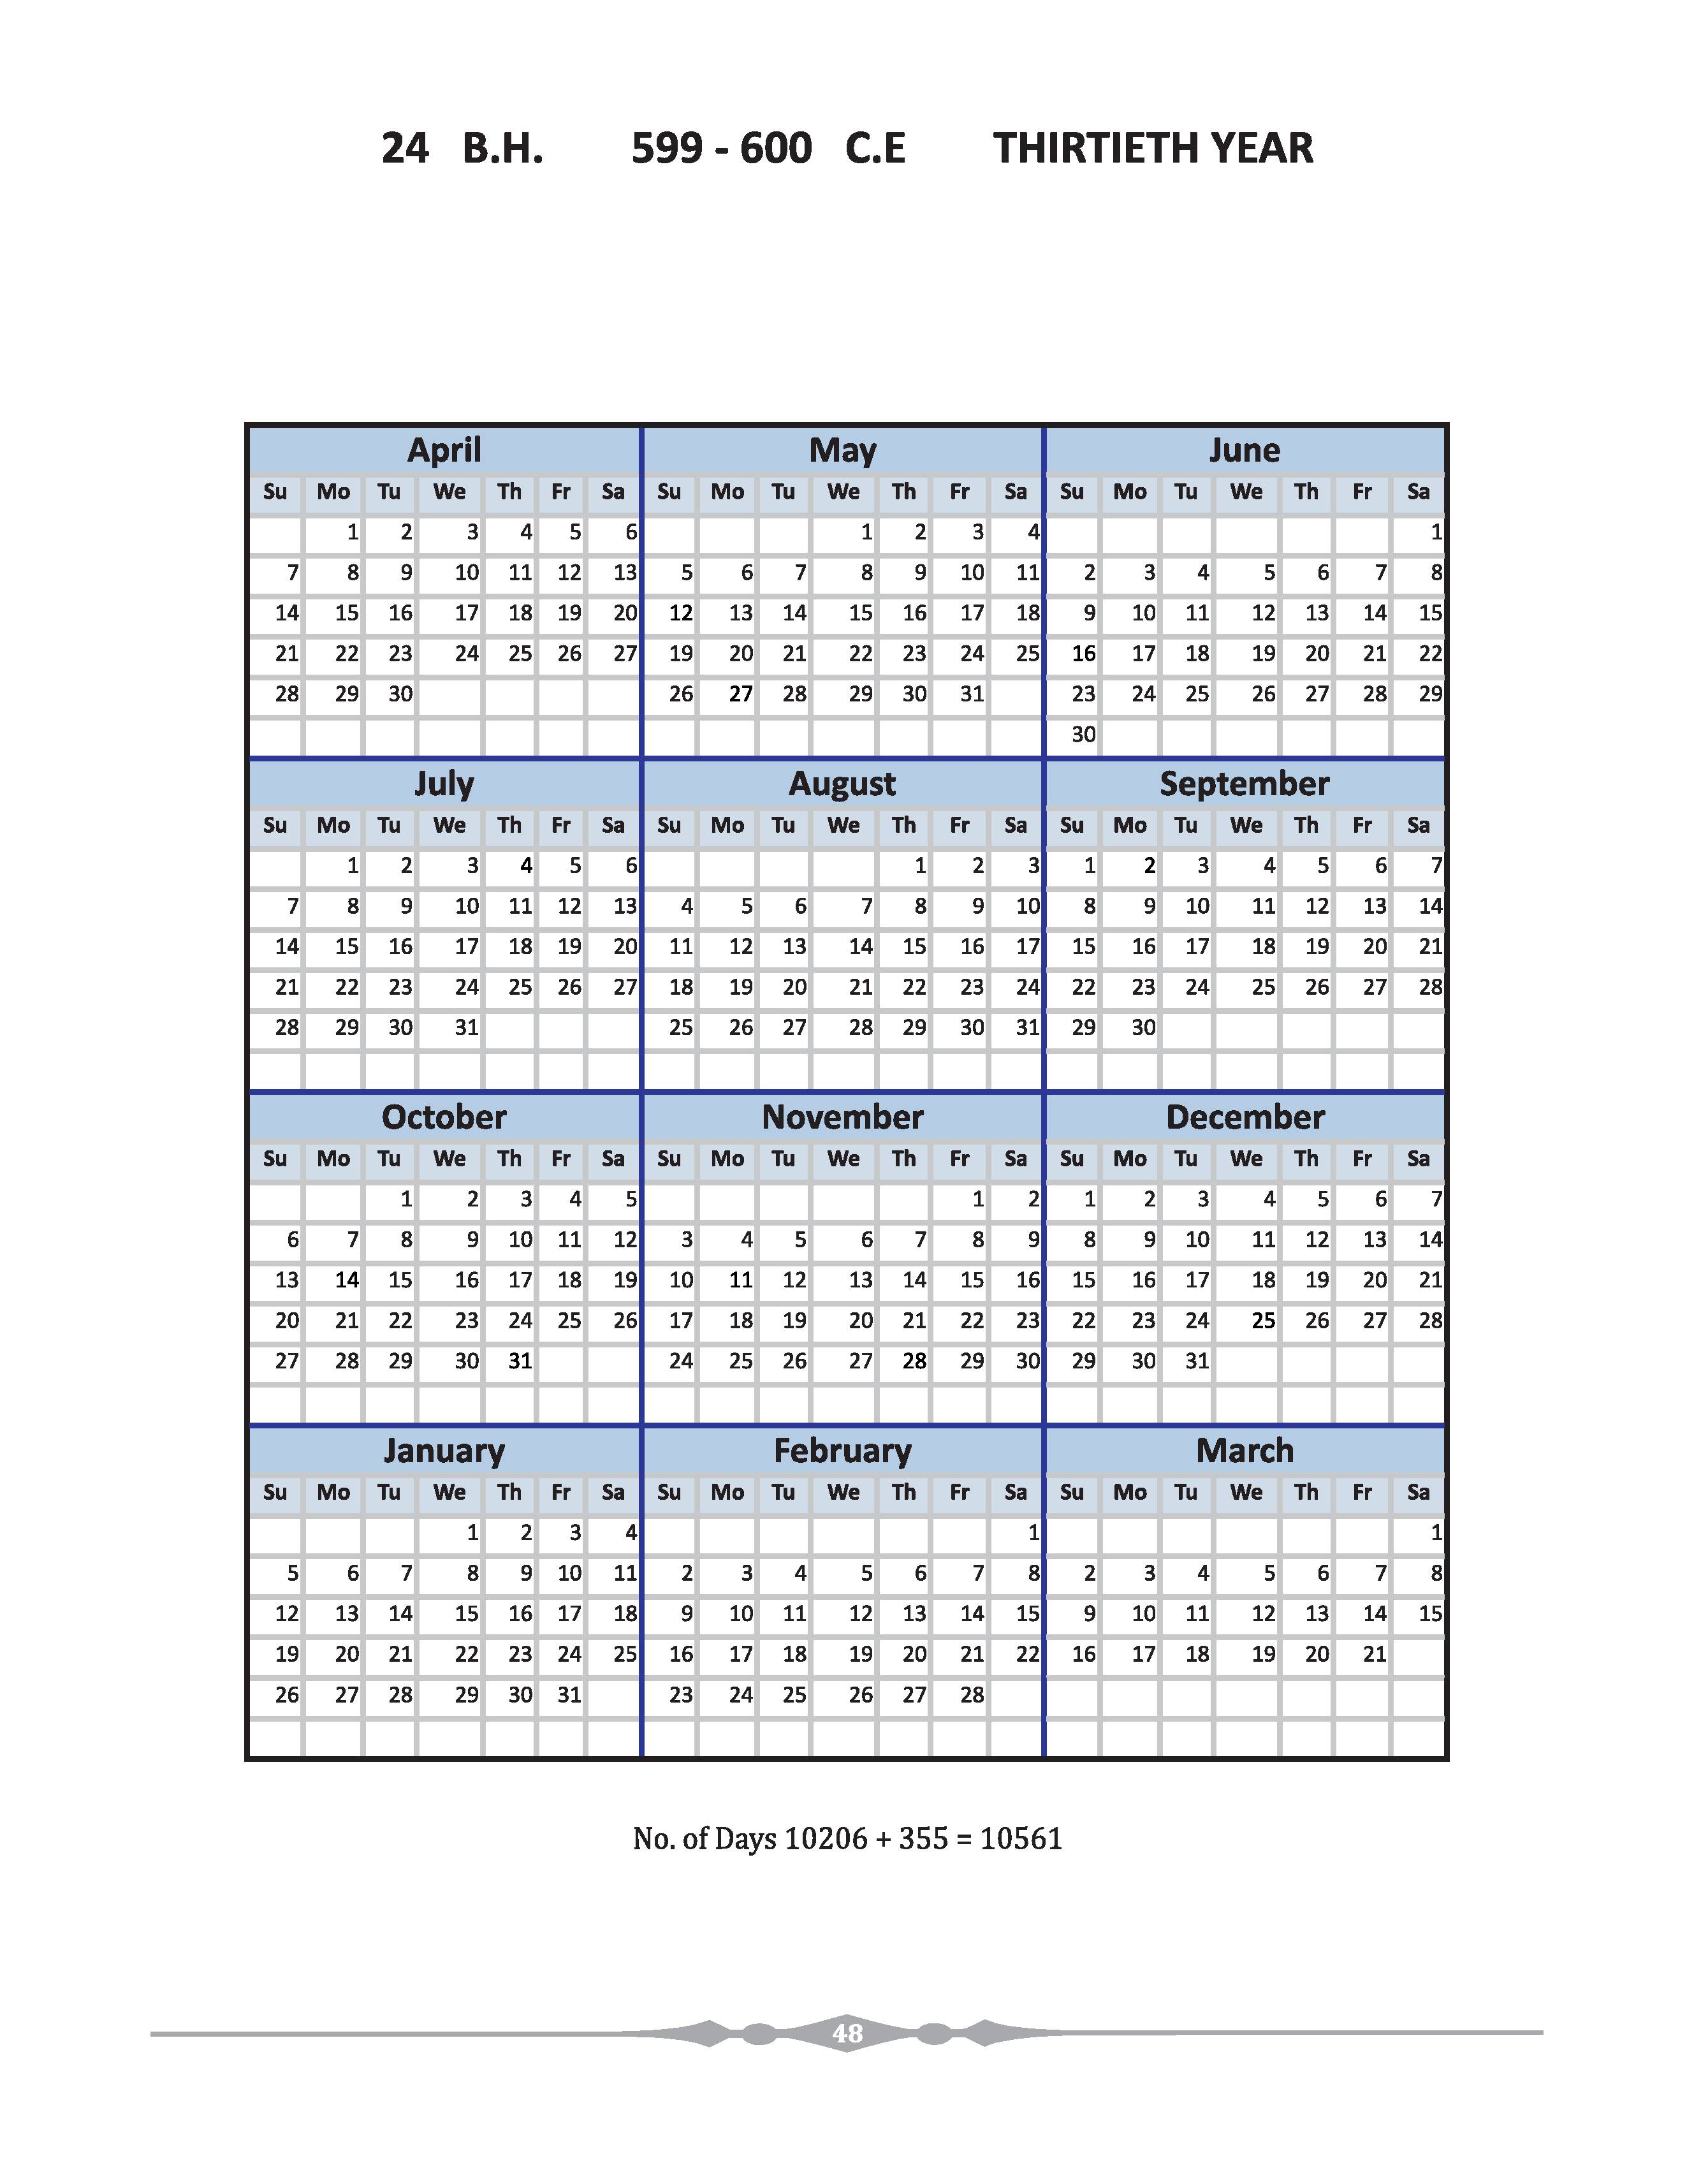 24 B.H. 599 - 600 C.E THIRTIETH YEAR
April May June
Su Mo Tu We Th Fr Sa Su Mo Tu We Th Fr Sa Su Mo Tu We Th Fr Sa
1 2 3 4 5 6 1 2 3 4 1
7 8 9 10 11 12 13 5 6 7 8 9 10 11 2 3 4 5 6 7 8
14 15 16 17 18 19 20 12 13 14 15 16 17 18 9 10 11 12 13 14 15
21 22 23 24 25 26 27 19 20 21 22 23 24 25 16 17 18 19 20 21 22
28 29 30 26 27 28 29 30 31 23 24 25 26 27 28 29
30
July August September
Su Mo Tu We Th Fr Sa Su Mo Tu We Th Fr Sa Su Mo Tu We Th Fr Sa
1 2 3 4 5 6 1 2 3 1 2 3 4 5 6 7
7 8 9 10 11 12 13 4 5 6 7 8 9 10 8 9 10 11 12 13 14
14 15 16 17 18 19 20 11 12 13 14 15 16 17 15 16 17 18 19 20 21
21 22 23 24 25 26 27 18 19 20 21 22 23 24 22 23 24 25 26 27 28
28 29 30 31 25 26 27 28 29 30 31 29 30
October November December
Su Mo Tu We Th Fr Sa Su Mo Tu We Th Fr Sa Su Mo Tu We Th Fr Sa
1 2 3 4 5 1 2 1 2 3 4 5 6 7
6 7 8 9 10 11 12 3 4 5 6 7 8 9 8 9 10 11 12 13 14
13 14 15 16 17 18 19 10 11 12 13 14 15 16 15 16 17 18 19 20 21
20 21 22 23 24 25 26 17 18 19 20 21 22 23 22 23 24 25 26 27 28
27 28 29 30 31 24 25 26 27 28 29 30 29 30 31
January February March
Su Mo Tu We Th Fr Sa Su Mo Tu We Th Fr Sa Su Mo Tu We Th Fr Sa
1 2 3 4 1 1
5 6 7 8 9 10 11 2 3 4 5 6 7 8 2 3 4 5 6 7 8
12 13 14 15 16 17 18 9 10 11 12 13 14 15 9 10 11 12 13 14 15
19 20 21 22 23 24 25 16 17 18 19 20 21 22 16 17 18 19 20 21
26 27 28 29 30 31 23 24 25 26 27 28
No. of Days 10206 + 355 = 10561
48